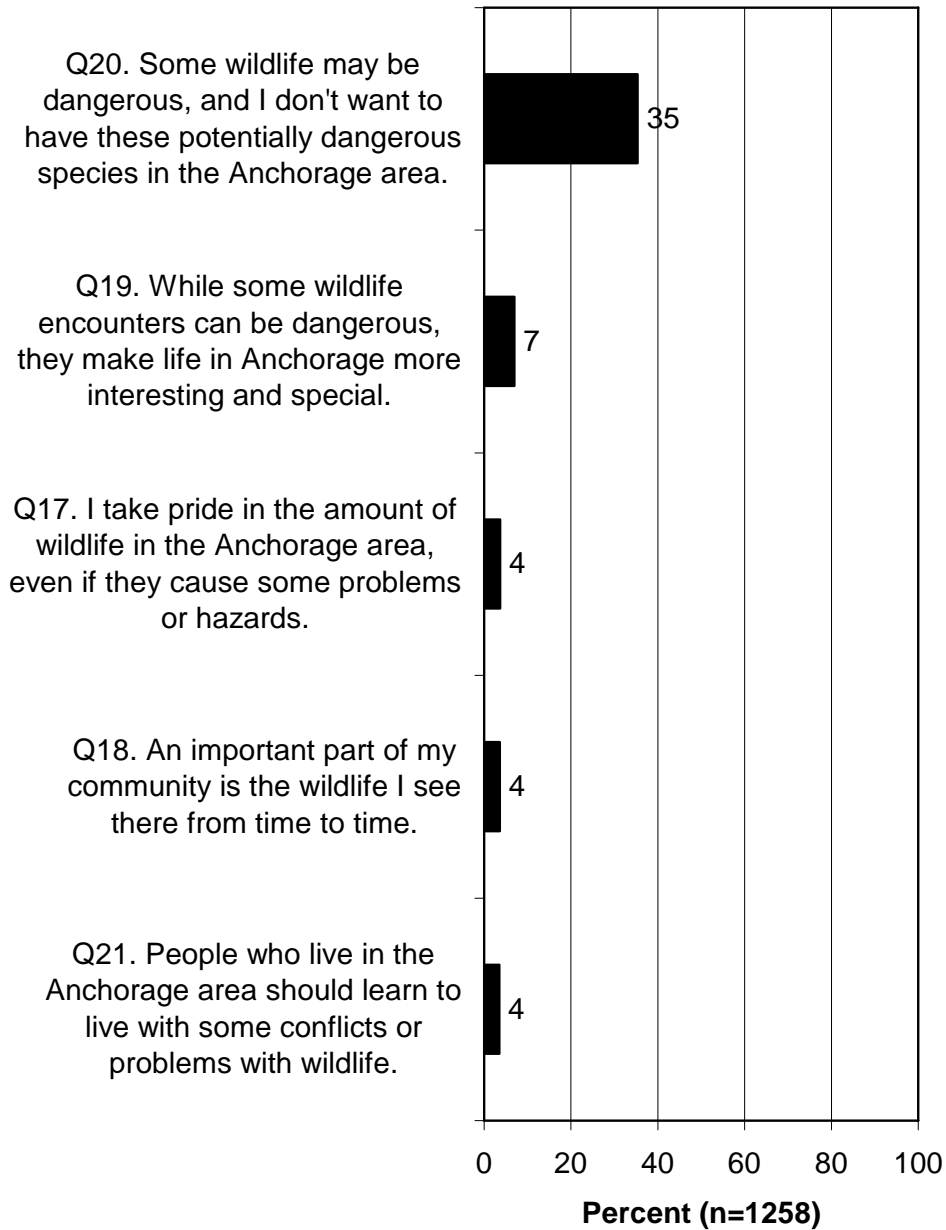 Q20. Some wildlife may be
dangerous, and I don't want to
have these potentially dangerous
species in the Anchorage area.
35
Q19. While some wildlife
encounters can be dangerous,
they make life in Anchorage more
interesting and special.
7
Q17. I take pride in the amount of
wildlife in the Anchorage area,
even if they cause some problems
or hazards.
4
Q18. An important part of my
community is the wildlife I see
there from time to time.
4
Q21. People who live in the
Anchorage area should learn to
live with some conflicts or
problems with wildlife.
4
0 20 40 60 80 100
Percent (n=1258)